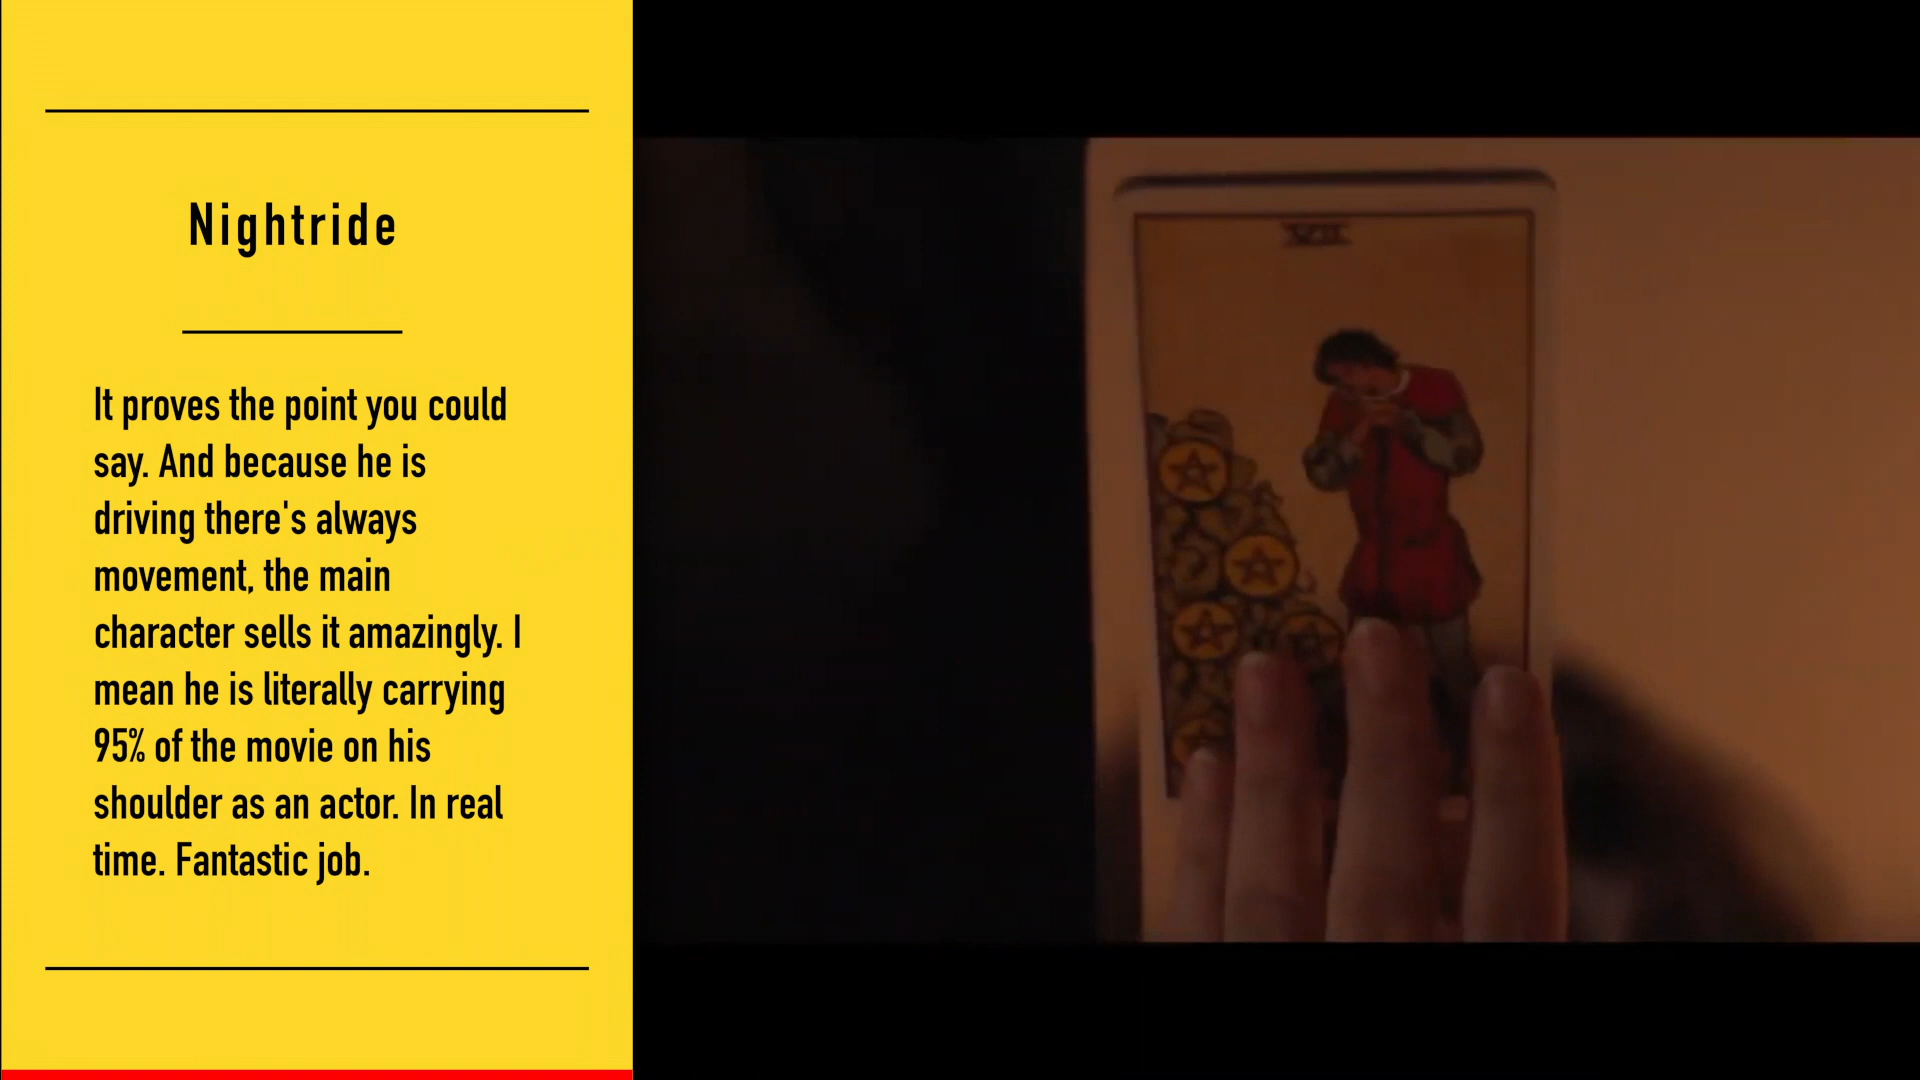 Nightride
It proves the point you could
say. And because he is
driving there's always
movement, the main
character sells it amazingly. I
mean he is literally carrying
95% of the movie on his
shoulder as an actor. In real
time. Fantastic job.
VII